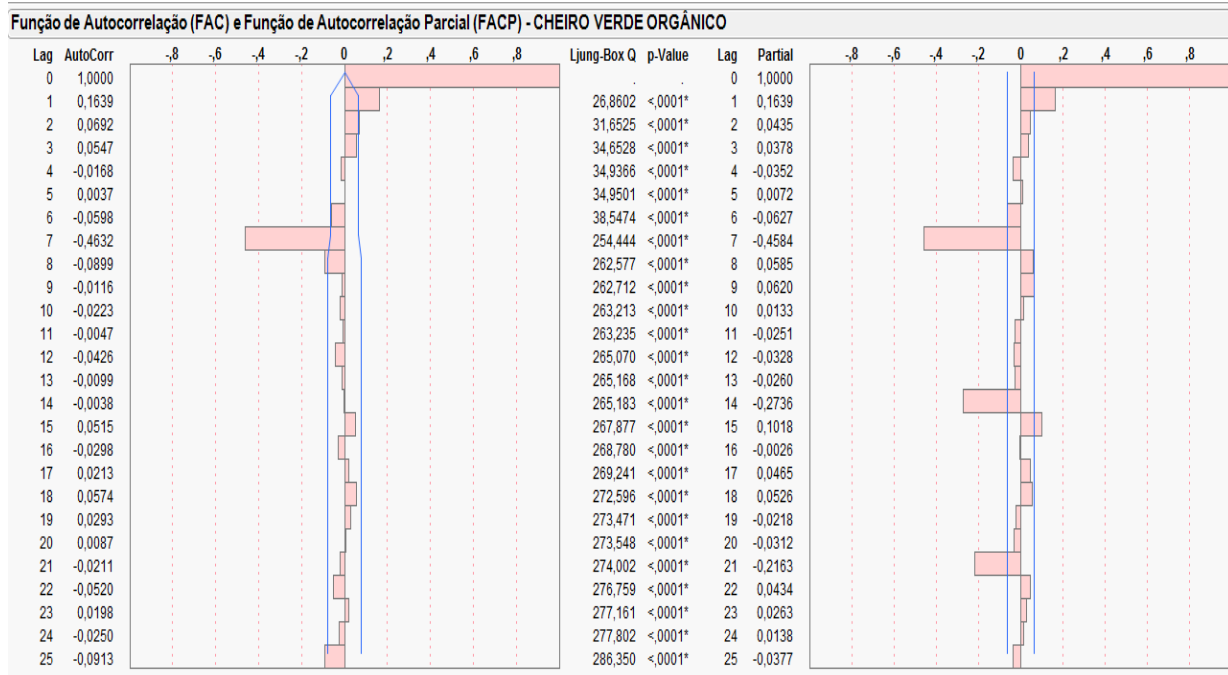 Função de Autocorrelação (FAC) e Função de Autocorrelação Parcial (FACP) - CHEIRO VERDE ORGÂNICO
Lag AutoCorr -,8 -,6 -,4 -,2 0 ,2 ,4 ,6 ,8 Ljung-Box Q p-Value Lag Partial -,8 -,6 -,4 -,2 0 ,2 ,4 ,6 ,8
0 1,0000 . . 0 1,0000
1 0,1639 26,8602 <,0001* 1 0,1639
2 0,0692 31,6525 <,0001* 2 0,0435
3 0,0547 34,6528 <,0001* 3 0,0378
4 -0,0168 34,9366 <,0001* 4 -0,0352
5 0,0037 34,9501 <,0001* 5 0,0072
6 -0,0598 38,5474 <,0001* 6 -0,0627
7 -0,4632 254,444 <,0001* 7 -0,4584
8 -0,0899 262,577 <,0001* 8 0,0585
9 -0,0116 262,712 <,0001* 9 0,0620
10 -0,0223 263,213 <,0001* 10 0,0133
11 -0,0047 263,235 <,0001* 11 -0,0251
12 -0,0426 265,070 <,0001* 12 -0,0328
13 -0,0099 265,168 <,0001* 13 -0,0260
14 -0,0038 265,183 <,0001* 14 -0,2736
15 0,0515 267,877 <,0001* 15 0,1018
16 -0,0298 268,780 <,0001* 16 -0,0026
17 0,0213 269,241 <,0001* 17 0,0465
18 0,0574 272,596 <,0001* 18 0,0526
19 0,0293 273,471 <,0001* 19 -0,0218
20 0,0087 273,548 <,0001* 20 -0,0312
21 -0,0211 274,002 <,0001* 21 -0,2163
22 -0,0520 276,759 <,0001* 22 0,0434
23 0,0198 277,161 <,0001* 23 0,0263
24 -0,0250 277,802 <,0001* 24 0,0138
25 -0,0913 286,350 <,0001* 25 -0,0377